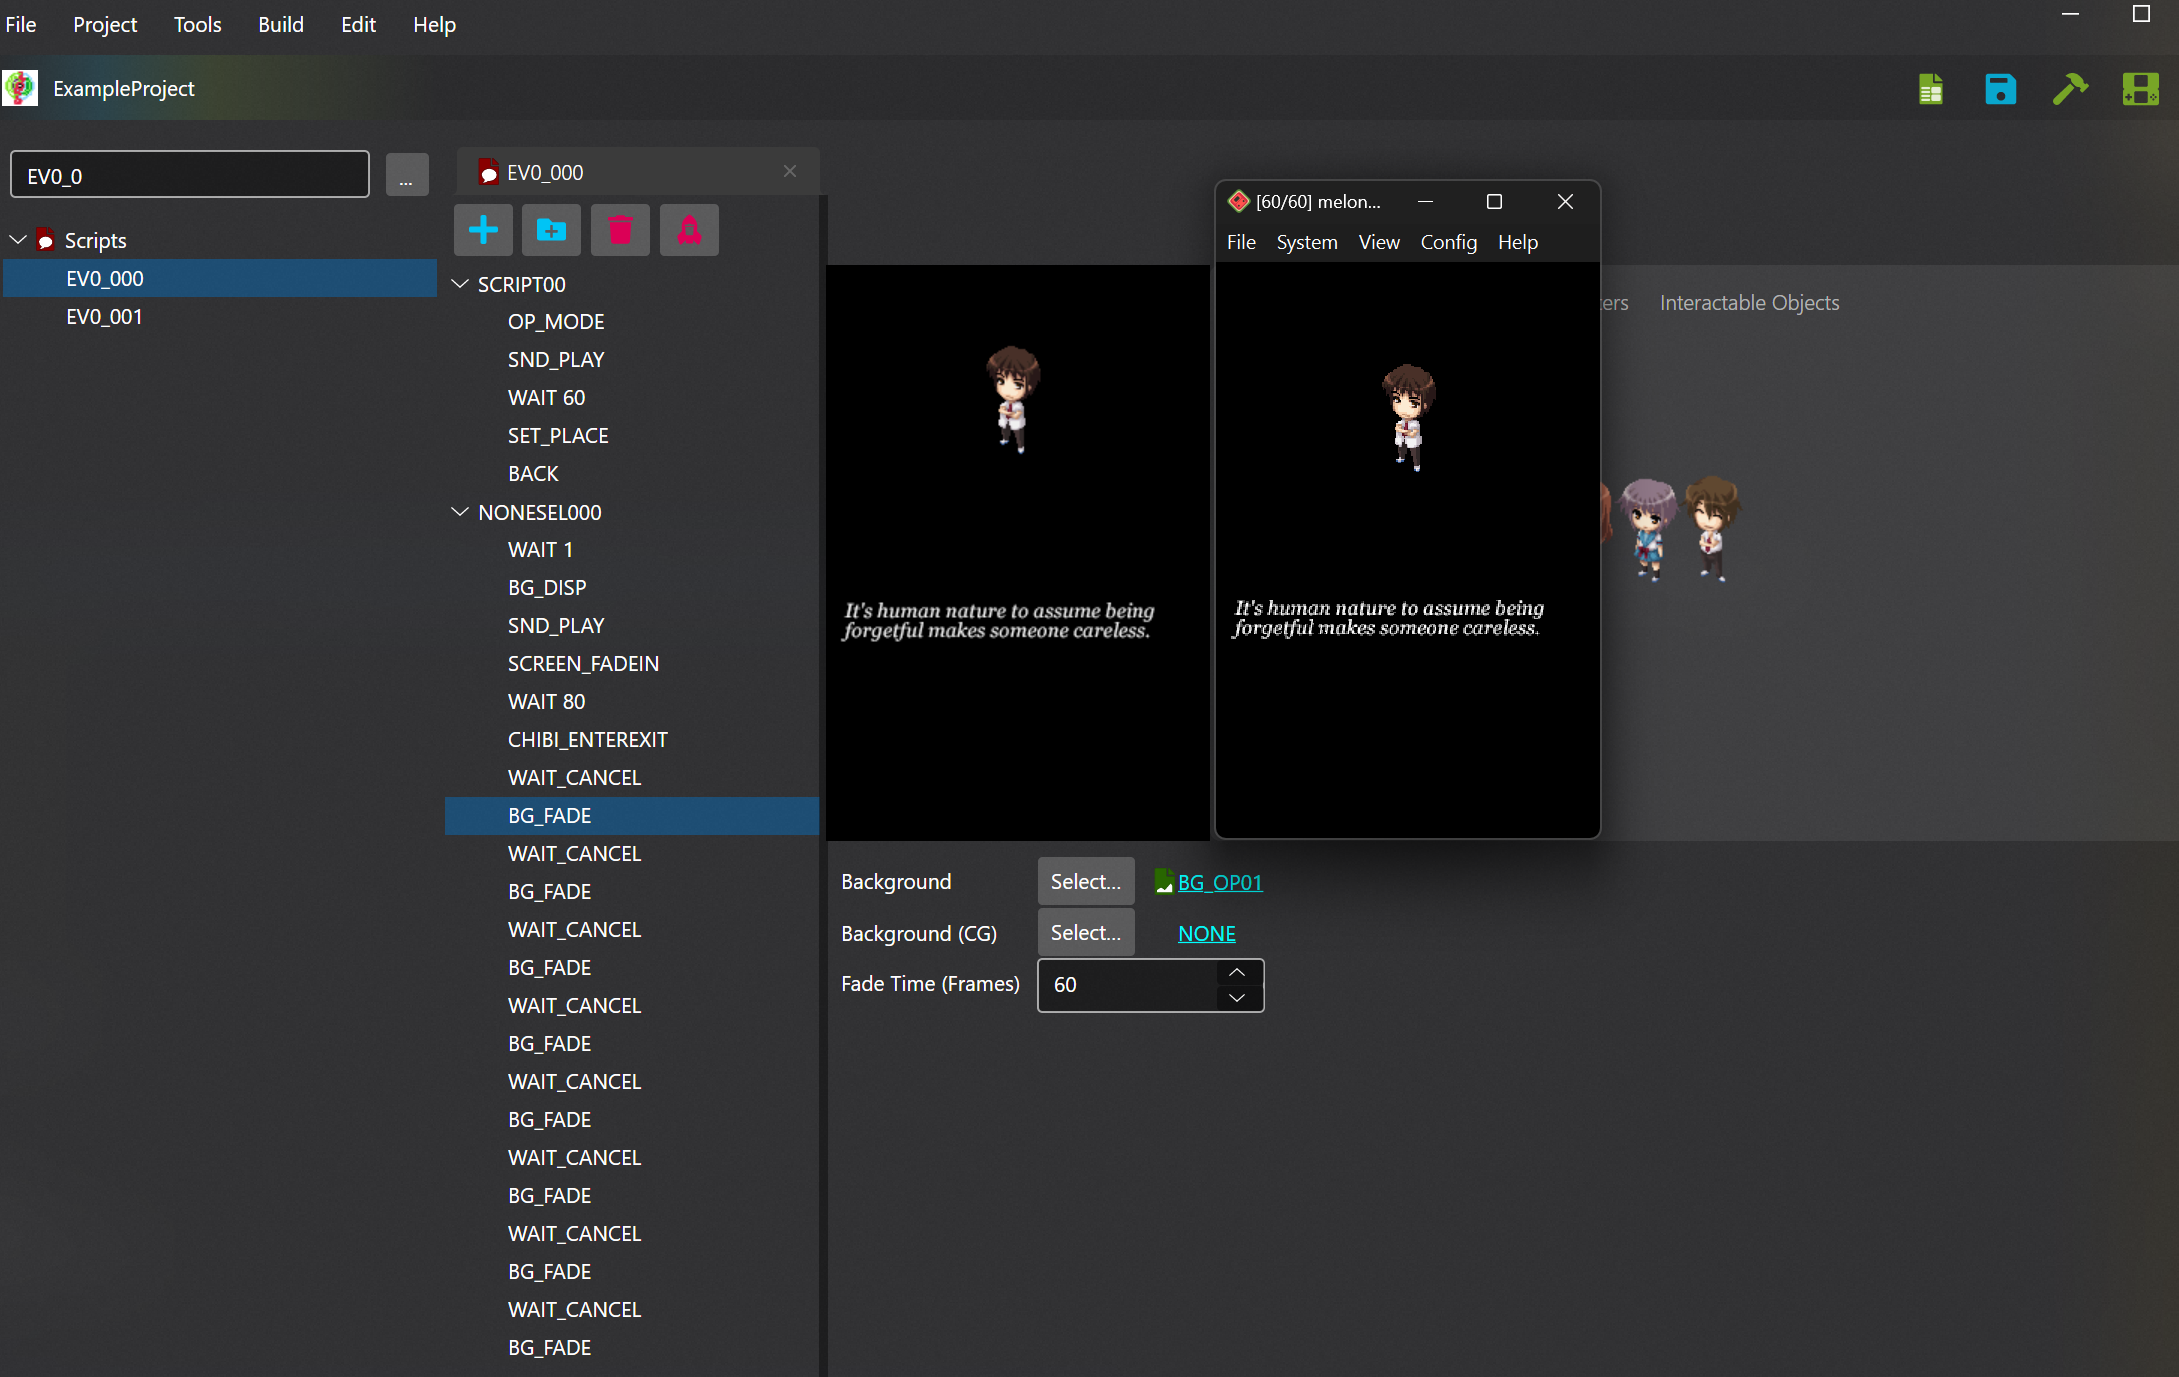 File Project Tools Build Edit Help
ExampleProject
EV0_0
...
Scripts
EV0_000
EV0_001
EV0_000
SCRIPT00
OP_MODE
SND_PLAY
WAIT 60
SET_PLACE
BACK
NONESEL000
WAIT 1
BG_DISP
SND_PLAY
SCREEN_FADEIN
WAIT 80
CHIBI_ENTEREXIT
WAIT_CANCEL
BG_FADE
WAIT_CANCEL
BG_FADE
WAIT_CANCEL
BG_FADE
WAIT_CANCEL
BG_FADE
WAIT_CANCEL
BG_FADE
WAIT_CANCEL
BG_FADE
WAIT_CANCEL
BG_FADE
WAIT_CANCEL
BG_FADE
It's human nature to assume being
forgetful makes someone careless.
[60/60] melon...
File System View Config Help
It's human nature to assume being
forgetful makes someone careless.
Interactable Objects
Background Select... BG_OP01
Background (CG) Select... NONE
Fade Time (Frames) 60